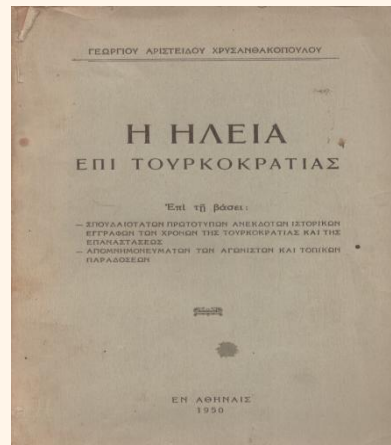 ΓΕΩΡΓΙΟΥ ΑΡΙΣΤΕΙΔΟΥ ΧΡΥΣΑΝΘΑΚΟΠΟΥΛΟΥ
Η ΗΛΕΙΑ
ΕΠΙ ΤΟΥΡΚΟΚΡΑΤΙΑΣ
Ἐπὶ τῇ βάσει:
— ΣΠΟΥΔΑΙΟΤΑΤΩΝ ΠΡΩΤΟΤΥΠΩΝ ΑΝΕΚΔΟΤΩΝ ΙΣΤΟΡΙΚΩΝ
ΕΓΓΡΑΦΩΝ ΤΩΝ ΧΡΟΝΩΝ ΤΗΣ ΤΟΥΡΚΟΚΡΑΤΙΑΣ ΚΑΙ ΤΗΣ
ΕΠΑΝΑΣΤΑΣΕΩΣ
— ΑΠΟΜΝΗΜΟΝΕΥΜΑΤΩΝ ΤΩΝ ΑΓΩΝΙΣΤΩΝ ΚΑΙ ΤΟΠΙΚΩΝ
ΠΑΡΑΔΟΣΕΩΝ
ΕΝ ΑΘΗΝΑΙΣ
1950